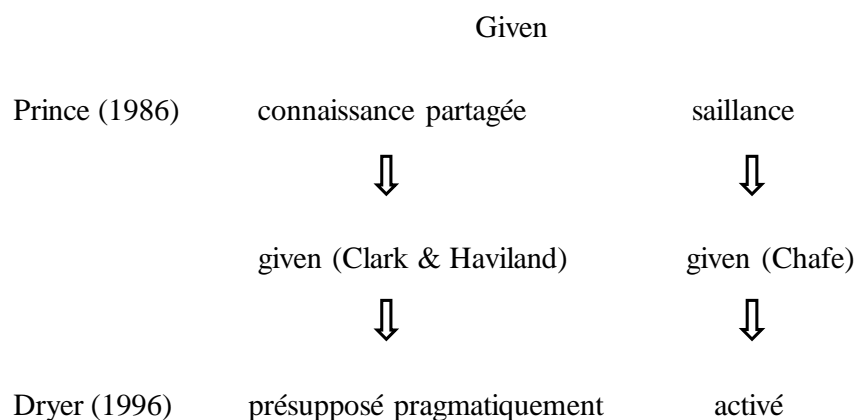 Given
Prince (1986) connaissance partagée saillance
⇓ ⇓
given (Clark & Haviland) given (Chafe)
⇓ ⇓
Dryer (1996) présupposé pragmatiquement activé